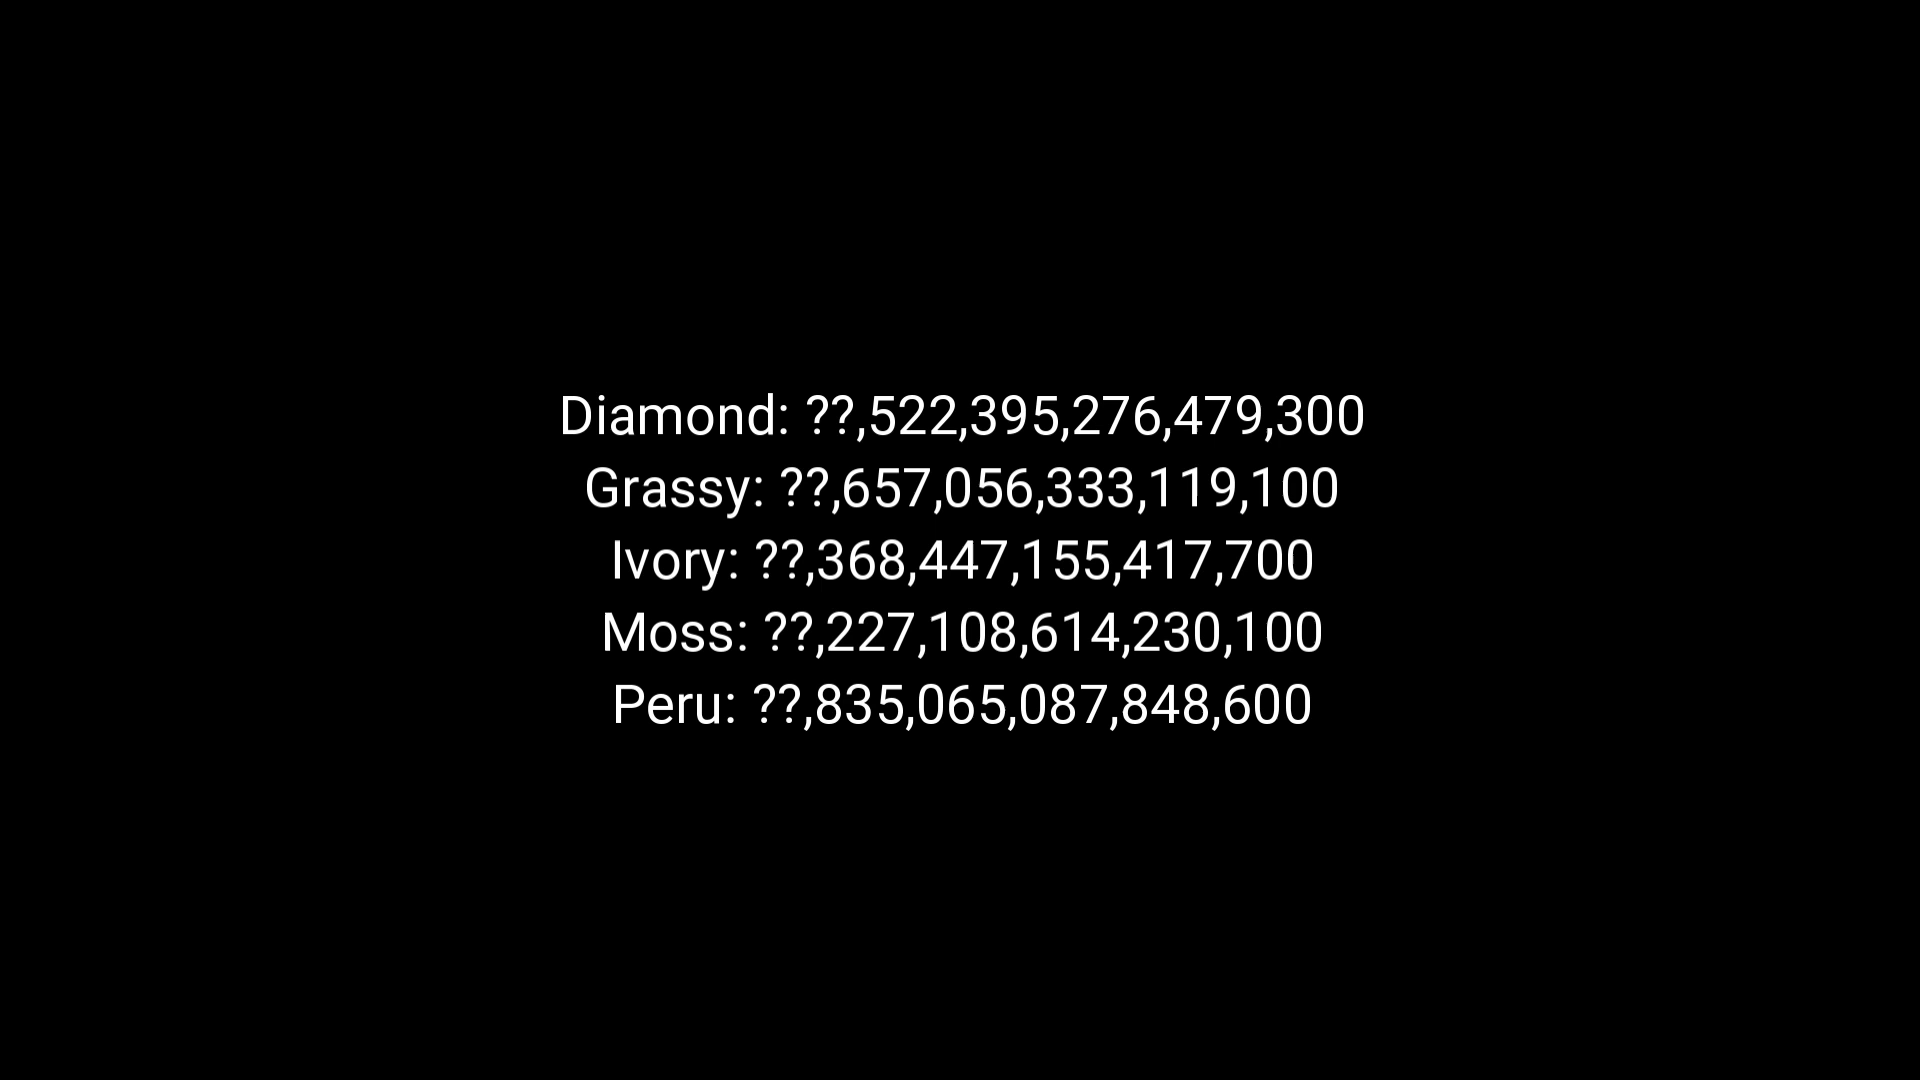 Diamond: ??,522,395,276,479,300
Grassy: ??,657,056,333,119,100
Ivory: ??,368,447,155,417,700
Moss: ??,227,108,614,230,100
Peru: ??,835,065,087,848,600